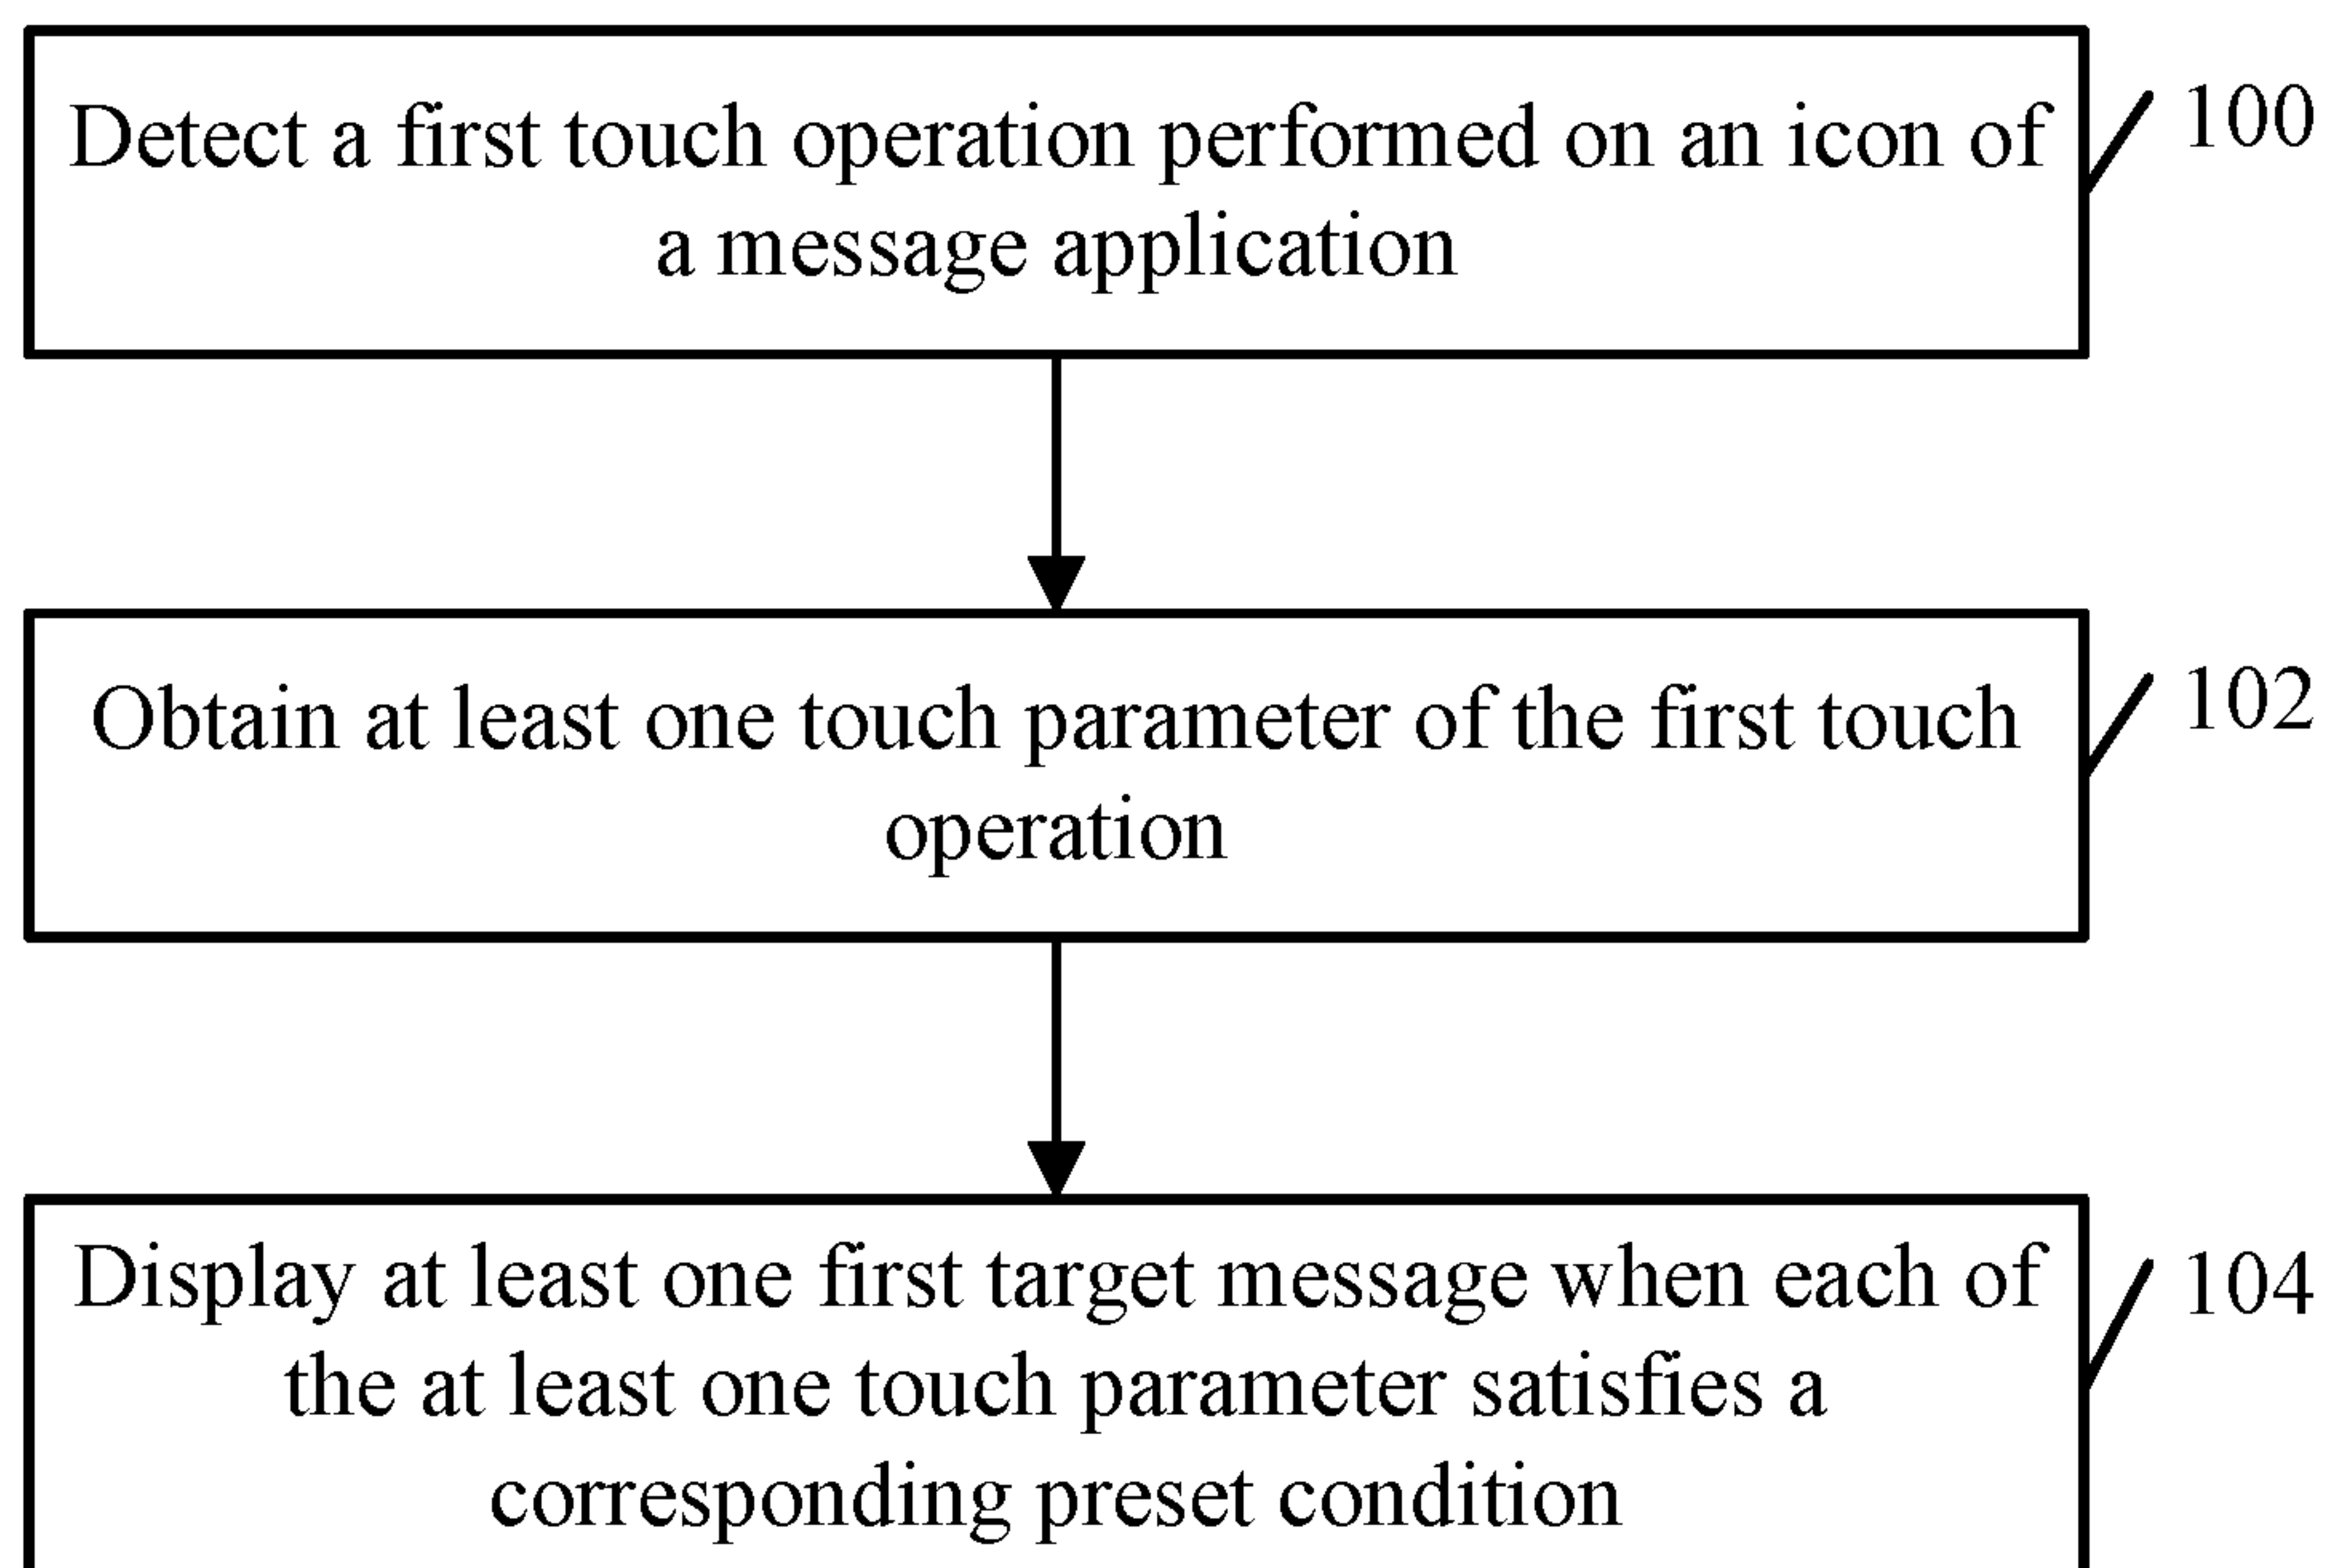 Detect a first touch operation performed on an icon of
a message application
100
Obtain at least one touch parameter of the first touch
operation
102
Display at least one first target message when each of
the at least one touch parameter satisfies a
corresponding preset condition
104